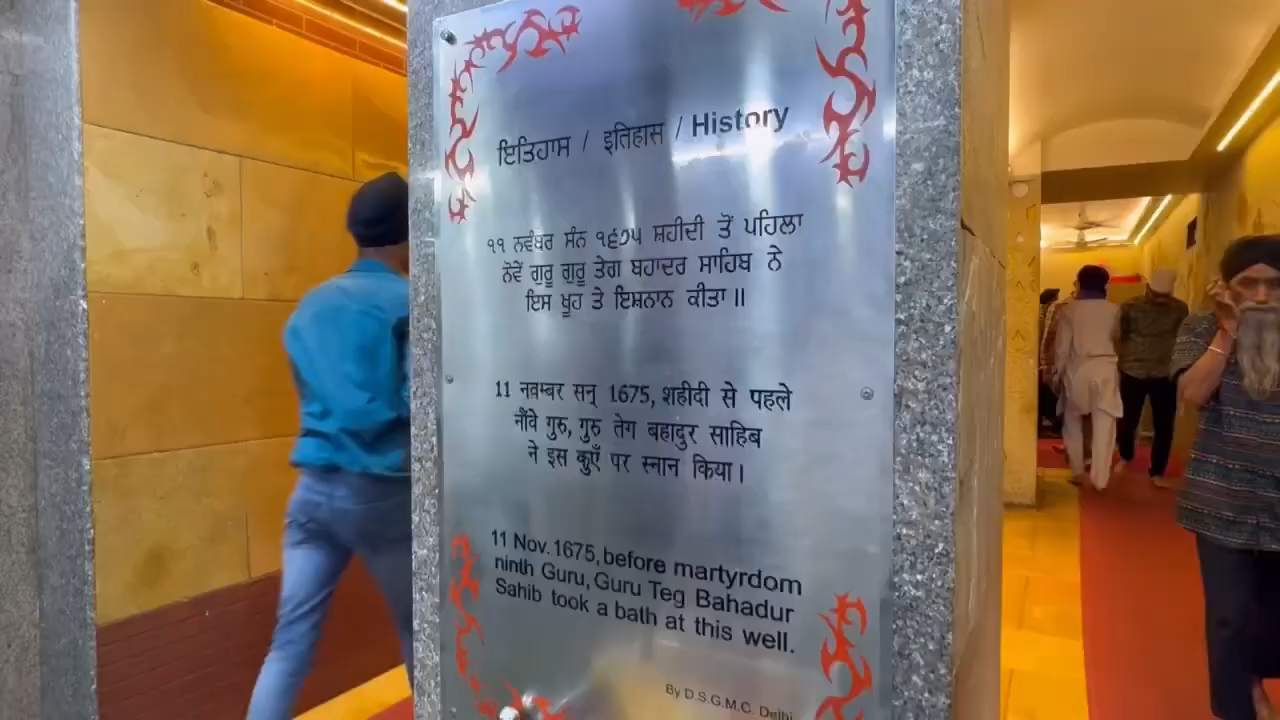 ਇਤਿਹਾਸ / इतिहास / History
੧੧ ਨਵੰਬਰ ਸੰਨ ੧੬੭੫ ਸ਼ਹੀਦੀ ਤੋਂ ਪਹਿਲਾ
ਨੌਵੇਂ ਗੁਰੂ ਗੁਰੂ ਤੇਗ ਬਹਾਦਰ ਸਾਹਿਬ ਨੇ
ਇਸ ਖੂਹ ਤੇ ਇਸ਼ਨਾਨ ਕੀਤਾ॥
11 नवम्बर सन् 1675, शहीदी से पहले
नौंवे गुरु, गुरु तेग बहादुर साहिब
ने इस कुएँ पर स्नान किया।
11 Nov. 1675, before martyrdom
ninth Guru, Guru Teg Bahadur
Sahib took a bath at this well.
By D.S.G.M.C. Delhi